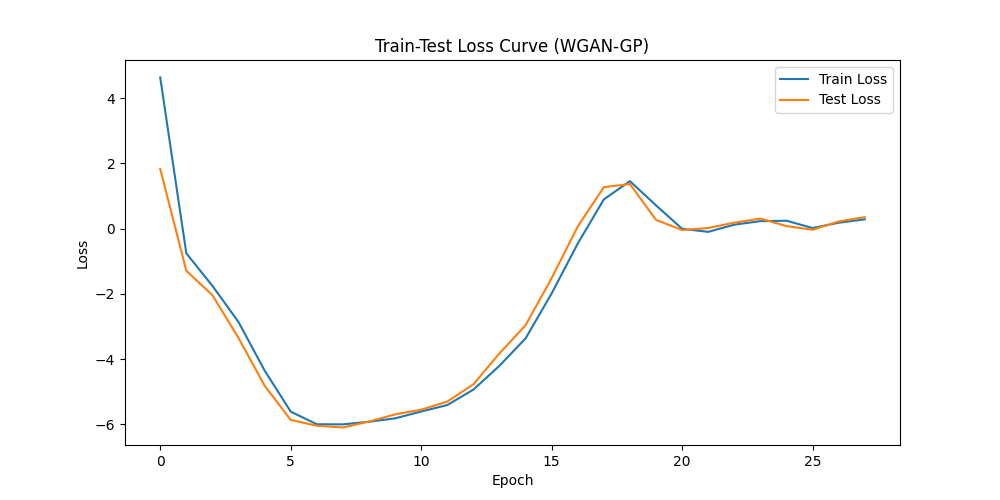 Train-Test Loss Curve (WGAN-GP)
Train Loss
Test Loss
4
2
0
−2
−4
−6
Loss
0 5 10 15 20 25
Epoch